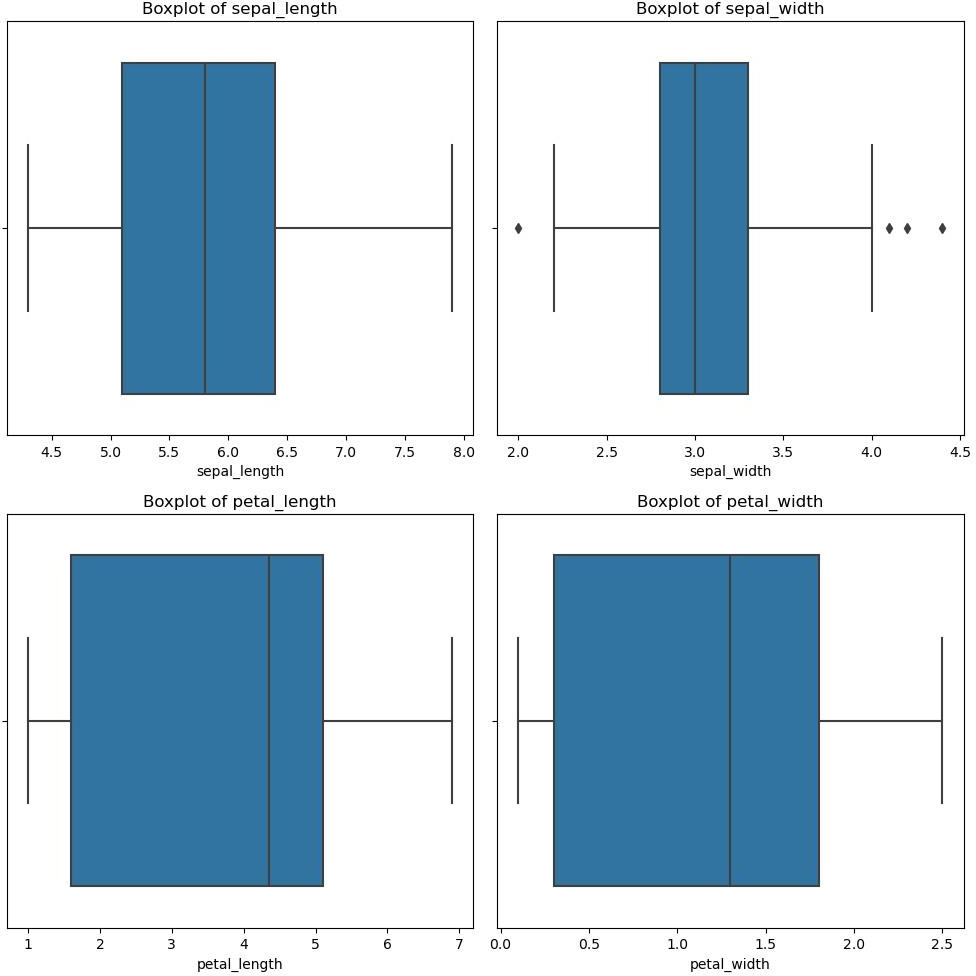 Boxplot of sepal_length
4.5 5.0 5.5 6.0 6.5 7.0 7.5 8.0
sepal_length
Boxplot of sepal_width
2.0 2.5 3.0 3.5 4.0 4.5
sepal_width
Boxplot of petal_length
1 2 3 4 5 6 7
petal_length
Boxplot of petal_width
0.0 0.5 1.0 1.5 2.0 2.5
petal_width